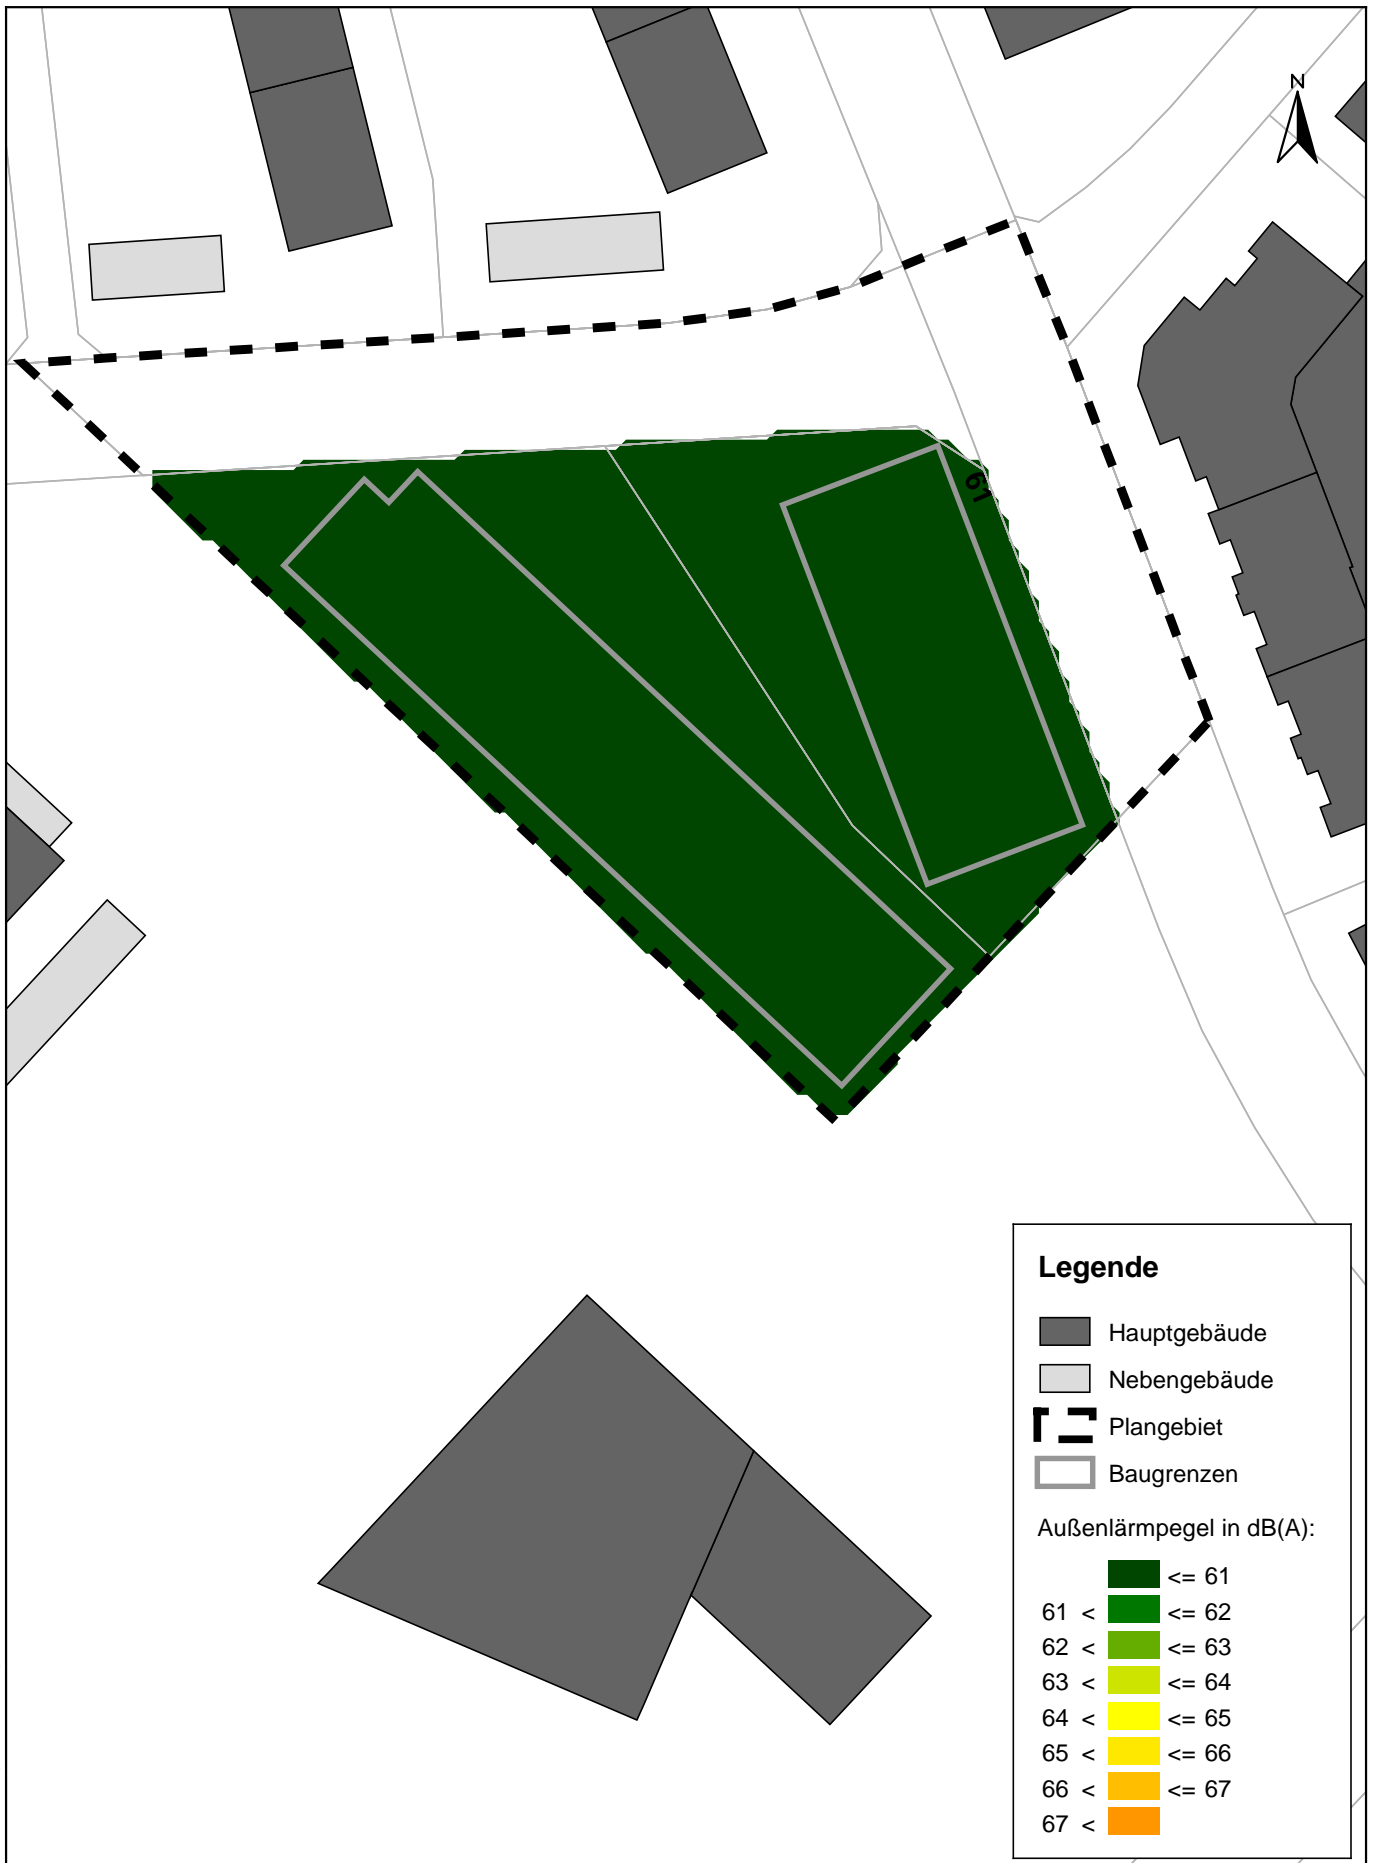 N
61
Legende
Hauptgebäude
Nebengebäude
Plangebiet
Baugrenzen
Außenlärmpegel in dB(A):
<= 61
61 < <= 62
62 < <= 63
63 < <= 64
64 < <= 65
65 < <= 66
66 < <= 67
67 <